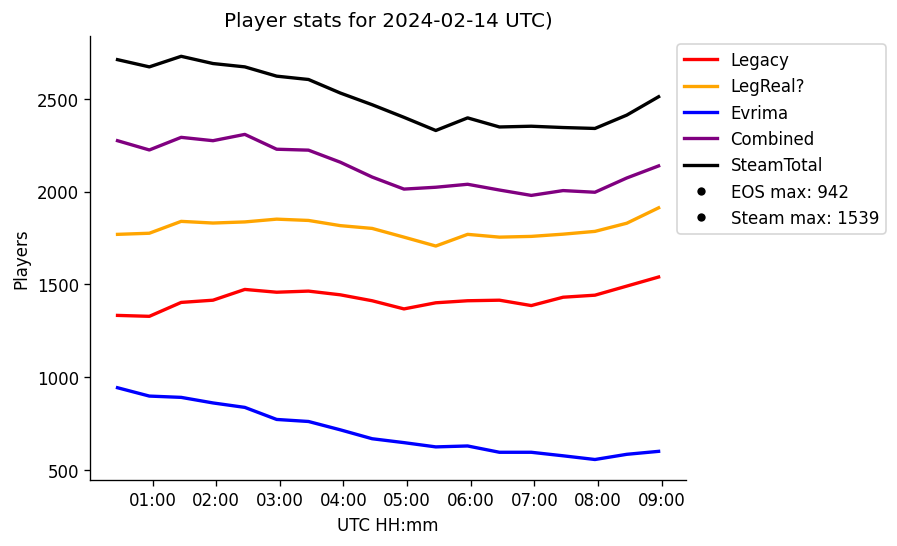 Player stats for 2024-02-14 UTC)
Legacy
LegReal?
Evrima
Combined
SteamTotal
EOS max: 942
Steam max: 1539
Players
2500
2000
1500
1000
500
01:00 02:00 03:00 04:00 05:00 06:00 07:00 08:00 09:00
UTC HH:mm